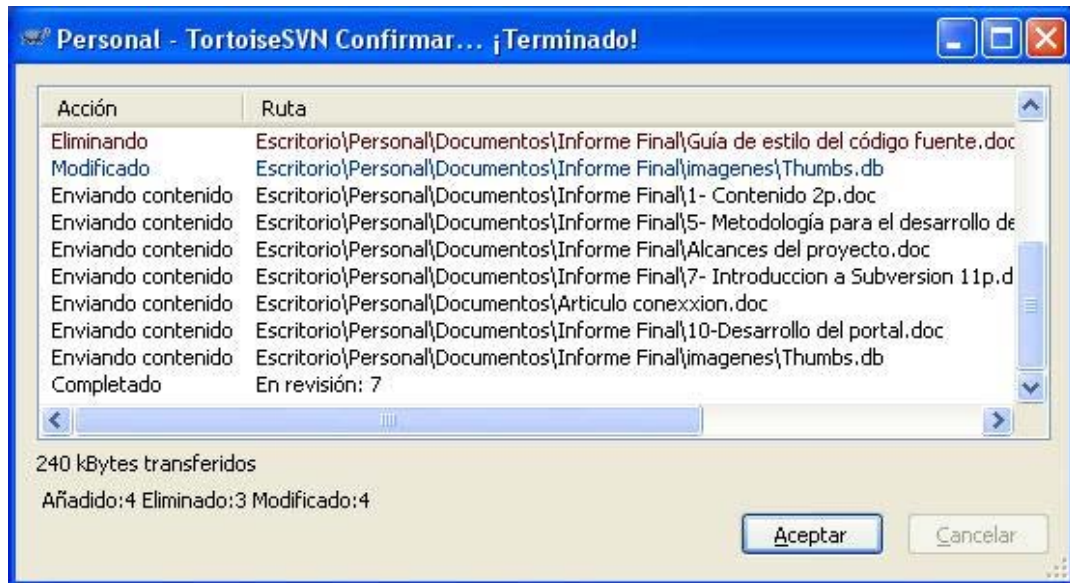 Personal - TortoiseSVN Confirmar... ¡Terminado!
Acción Ruta
Eliminando Escritorio\Personal\Documentos\Informe Final\Guía de estilo del código fuente.doc
Modificado Escritorio\Personal\Documentos\Informe Final\imagenes\Thumbs.db
Enviando contenido Escritorio\Personal\Documentos\Informe Final\1- Contenido 2p.doc
Enviando contenido Escritorio\Personal\Documentos\Informe Final\5- Metodología para el desarrollo de
Enviando contenido Escritorio\Personal\Documentos\Informe Final\Alcances del proyecto.doc
Enviando contenido Escritorio\Personal\Documentos\Informe Final\7- Introduccion a Subversion 11p.d
Enviando contenido Escritorio\Personal\Documentos\Articulo conexxion.doc
Enviando contenido Escritorio\Personal\Documentos\Informe Final\10-Desarrollo del portal.doc
Enviando contenido Escritorio\Personal\Documentos\Informe Final\imagenes\Thumbs.db
Completado En revisión: 7
240 kBytes transferidos
Añadido:4 Eliminado:3 Modificado:4
Aceptar Cancelar